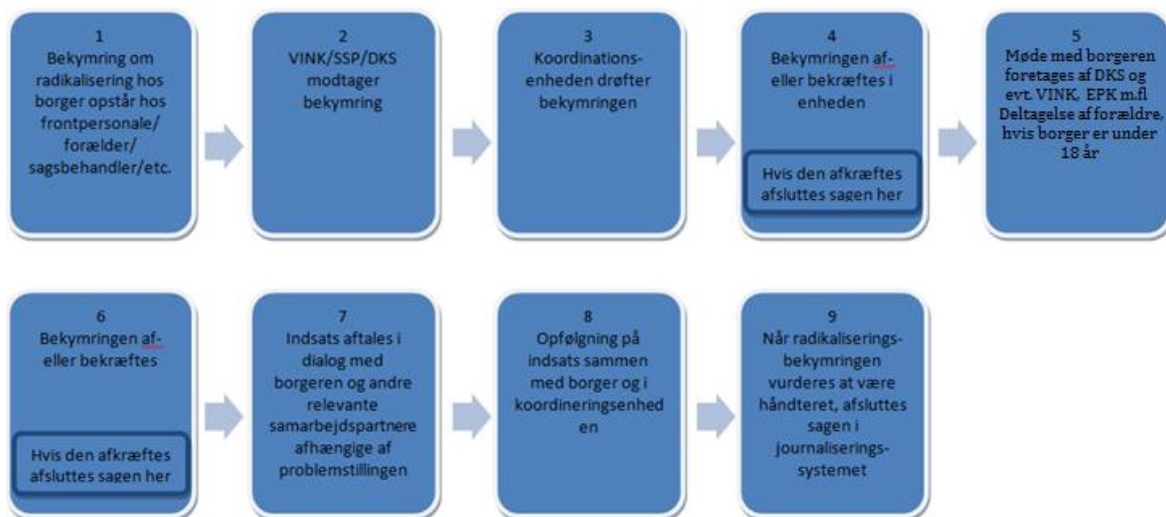 1
Bekymring om
radikalisering hos
borger opstår hos
frontpersonale/
forælder/
sagsbehandler/etc.
2
VINK/SSP/DKS
modtager
bekymring
3
Koordinations-
enheden drøfter
bekymringen
4
Bekymringen af-
eller bekræftes i
enheden
Hvis den afkræftes
afsluttes sagen her
5
Møde med borgeren
foretages af DKS og
evt. VINK, EPK m.fl
Deltagelse af forældre,
hvis borger er under
18 år
6
Bekymringen af-
eller bekræftes
Hvis den afkræftes
afsluttes sagen her
7
Indsats aftales i
dialog med
borgeren og andre
relevante
samarbejdspartnere
afhængige af
problemstillingen
8
Opfølgning på
indsats sammen
med borger og i
koordineringsenhed
en
9
Når radikaliserings-
bekymringen
vurderes at være
håndteret, afsluttes
sagen i
journaliserings-
systemet